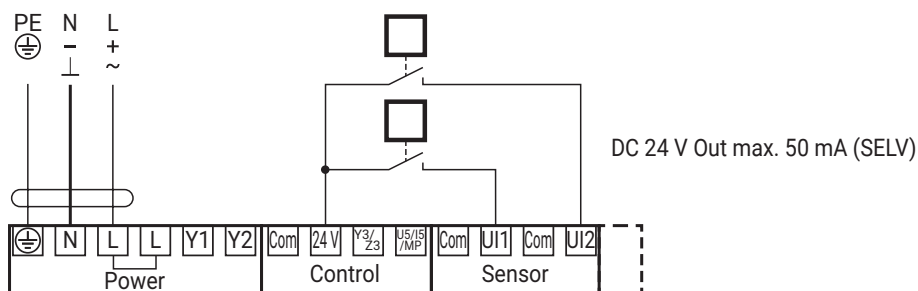 PE N L
- +
⊥ ~
DC 24 V Out max. 50 mA (SELV)
N L L Y1 Y2 Com 24 V Y3/Z3 U5/I5/MP Com UI1 Com UI2
Power Control Sensor